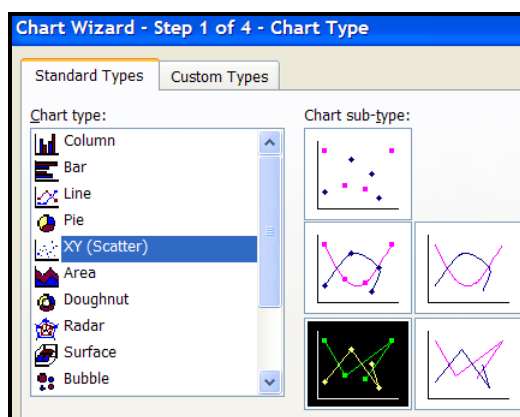 Chart Wizard - Step 1 of 4 - Chart Type
Standard Types
Custom Types
Chart type:
Chart sub-type:
Column
Bar
Line
Pie
XY (Scatter)
Area
Doughnut
Radar
Surface
Bubble